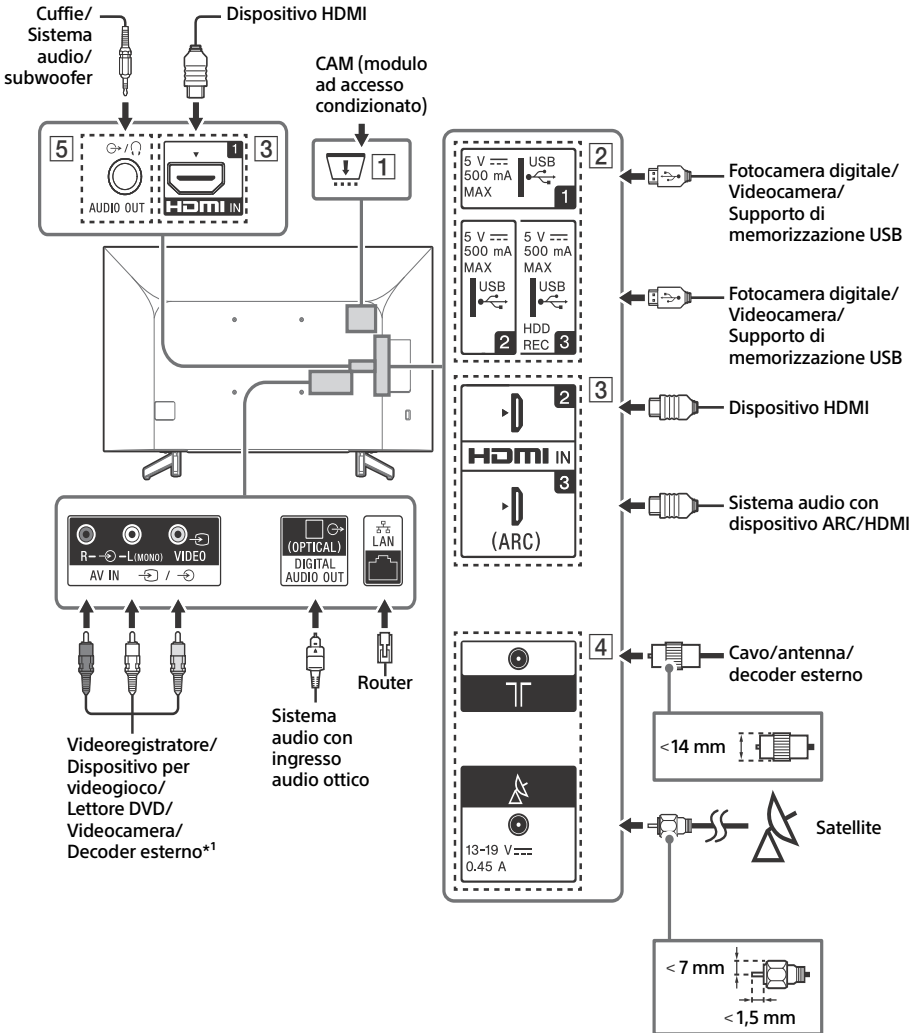 Cuffie/
Sistema
audio/
subwoofer
Dispositivo HDMI
CAM (modulo
ad accesso
condizionato)
5
AUDIO OUT
1
3
HDMI IN
1
2
5 V
500 mA
MAX
USB
1
Fotocamera digitale/
Videocamera/
Supporto di
memorizzazione USB
5 V
500 mA
MAX
USB
2
5 V
500 mA
MAX
USB
HDD
REC 3
Fotocamera digitale/
Videocamera/
Supporto di
memorizzazione USB
3
2
HDMI IN
3
(ARC)
Dispositivo HDMI
Sistema audio con
dispositivo ARC/HDMI
R- -L(MONO) VIDEO
AV IN /
(OPTICAL)
DIGITAL
AUDIO OUT
LAN
Videoregistratore/
Dispositivo per
videogioco/
Lettore DVD/
Videocamera/
Decoder esterno*1
Sistema
audio con
ingresso
audio ottico
Router
4
Cavo/antenna/
decoder esterno
<14 mm
13-19 V
0.45 A
Satellite
<7 mm
<1,5 mm